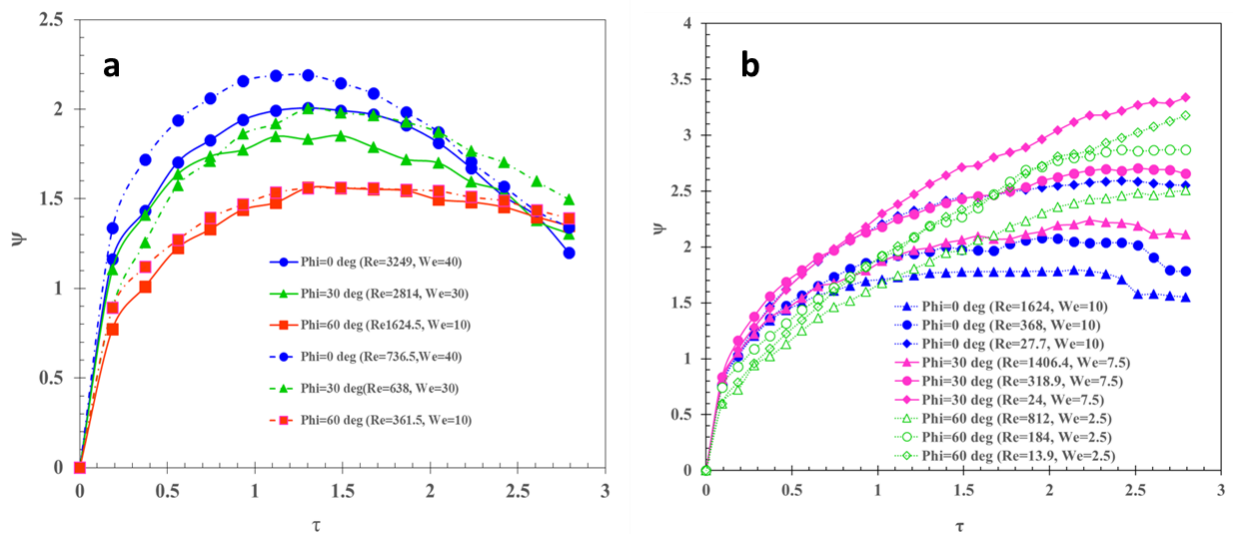 a
2.5
2
1.5
1
0.5
0
Ψ
0
0.5
1
1.5
2
2.5
3
τ
Phi=0 deg (Re=3249, We=40)
Phi=30 deg (Re=2814, We=30)
Phi=60 deg (Re1624.5, We=10)
Phi=0 deg (Re=736.5,We=40)
Phi=30 deg(Re=638, We=30)
Phi=60 deg (Re=361.5, We=10)
b
4
3.5
3
2.5
2
1.5
1
0.5
0
Ψ
0
0.5
1
1.5
2
2.5
3
τ
Phi=0 deg (Re=1624, We=10)
Phi=0 deg (Re=368, We=10)
Phi=0 deg (Re=27.7, We=10)
Phi=30 deg (Re=1406.4, We=7.5)
Phi=30 deg (Re=318.9, We=7.5)
Phi=30 deg (Re=24, We=7.5)
Phi=60 deg (Re=812, We=2.5)
Phi=60 deg (Re=184, We=2.5)
Phi=60 deg (Re=13.9, We=2.5)